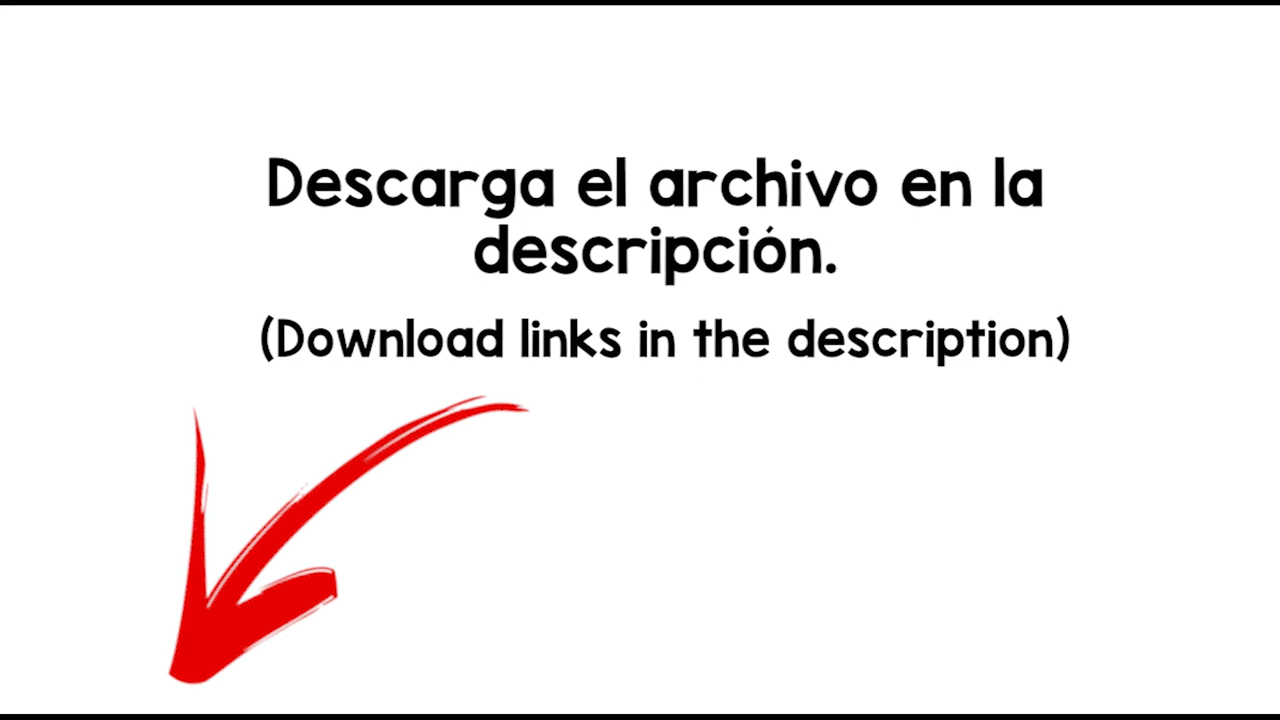 Descarga el archivo en la
descripción.
(Download links in the description)